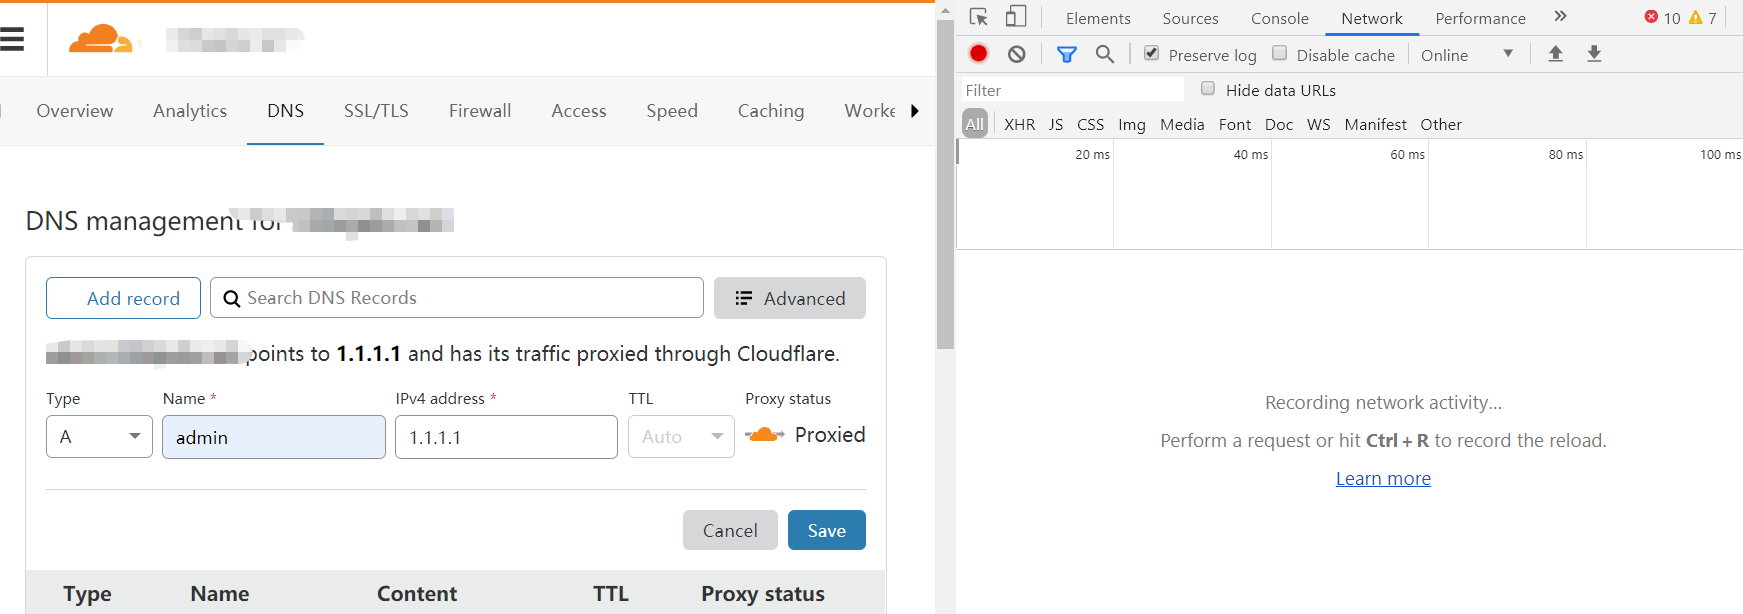 Overview Analytics DNS SSL/TLS Firewall Access Speed Caching Worke
DNS management for
Add record Search DNS Records Advanced
points to 1.1.1.1 and has its traffic proxied through Cloudflare.
Type Name * IPv4 address * TTL Proxy status
A admin 1.1.1.1 Auto Proxied
Cancel Save
Type Name Content TTL Proxy status
Elements Sources Console Network Performance » 10 7
Preserve log Disable cache Online
Filter Hide data URLs
All XHR JS CSS Img Media Font Doc WS Manifest Other
20 ms 40 ms 60 ms 80 ms 100 ms
Recording network activity...
Perform a request or hit Ctrl + R to record the reload.
Learn more